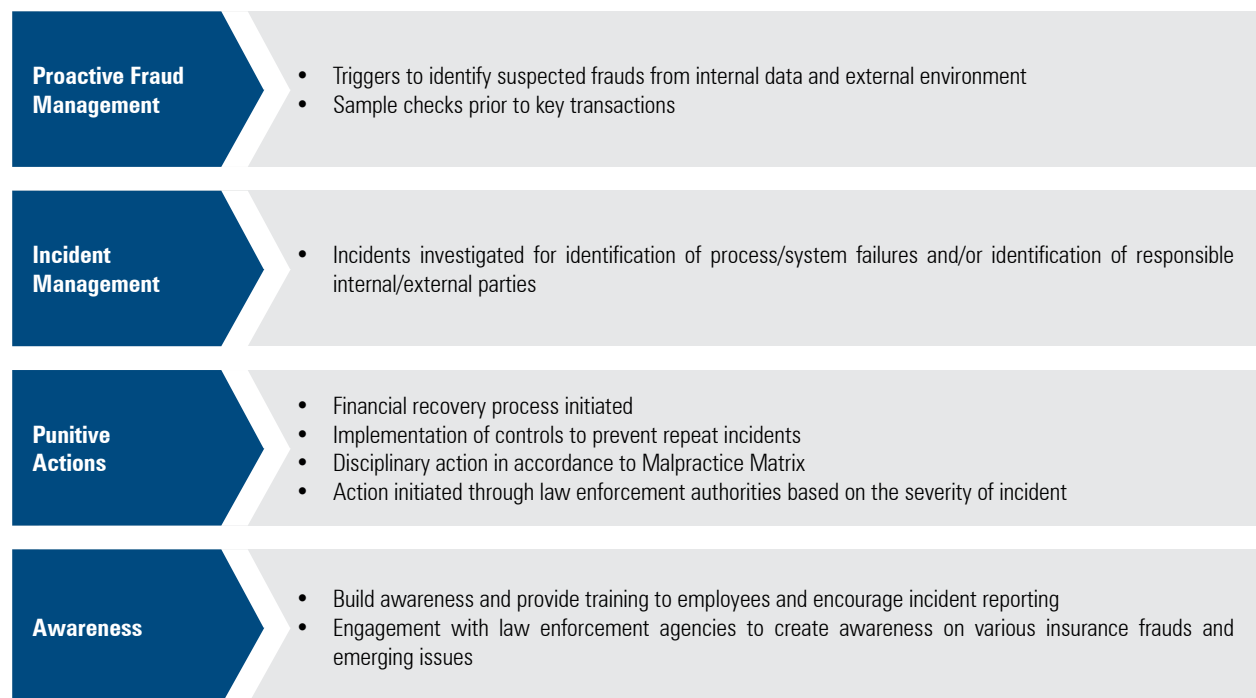 Proactive Fraud
Management
• Triggers to identify suspected frauds from internal data and external environment
• Sample checks prior to key transactions
Incident
Management
• Incidents investigated for identification of process/system failures and/or identification of responsible
internal/external parties
Punitive
Actions
• Financial recovery process initiated
• Implementation of controls to prevent repeat incidents
• Disciplinary action in accordance to Malpractice Matrix
• Action initiated through law enforcement authorities based on the severity of incident
Awareness
• Build awareness and provide training to employees and encourage incident reporting
• Engagement with law enforcement agencies to create awareness on various insurance frauds and
emerging issues